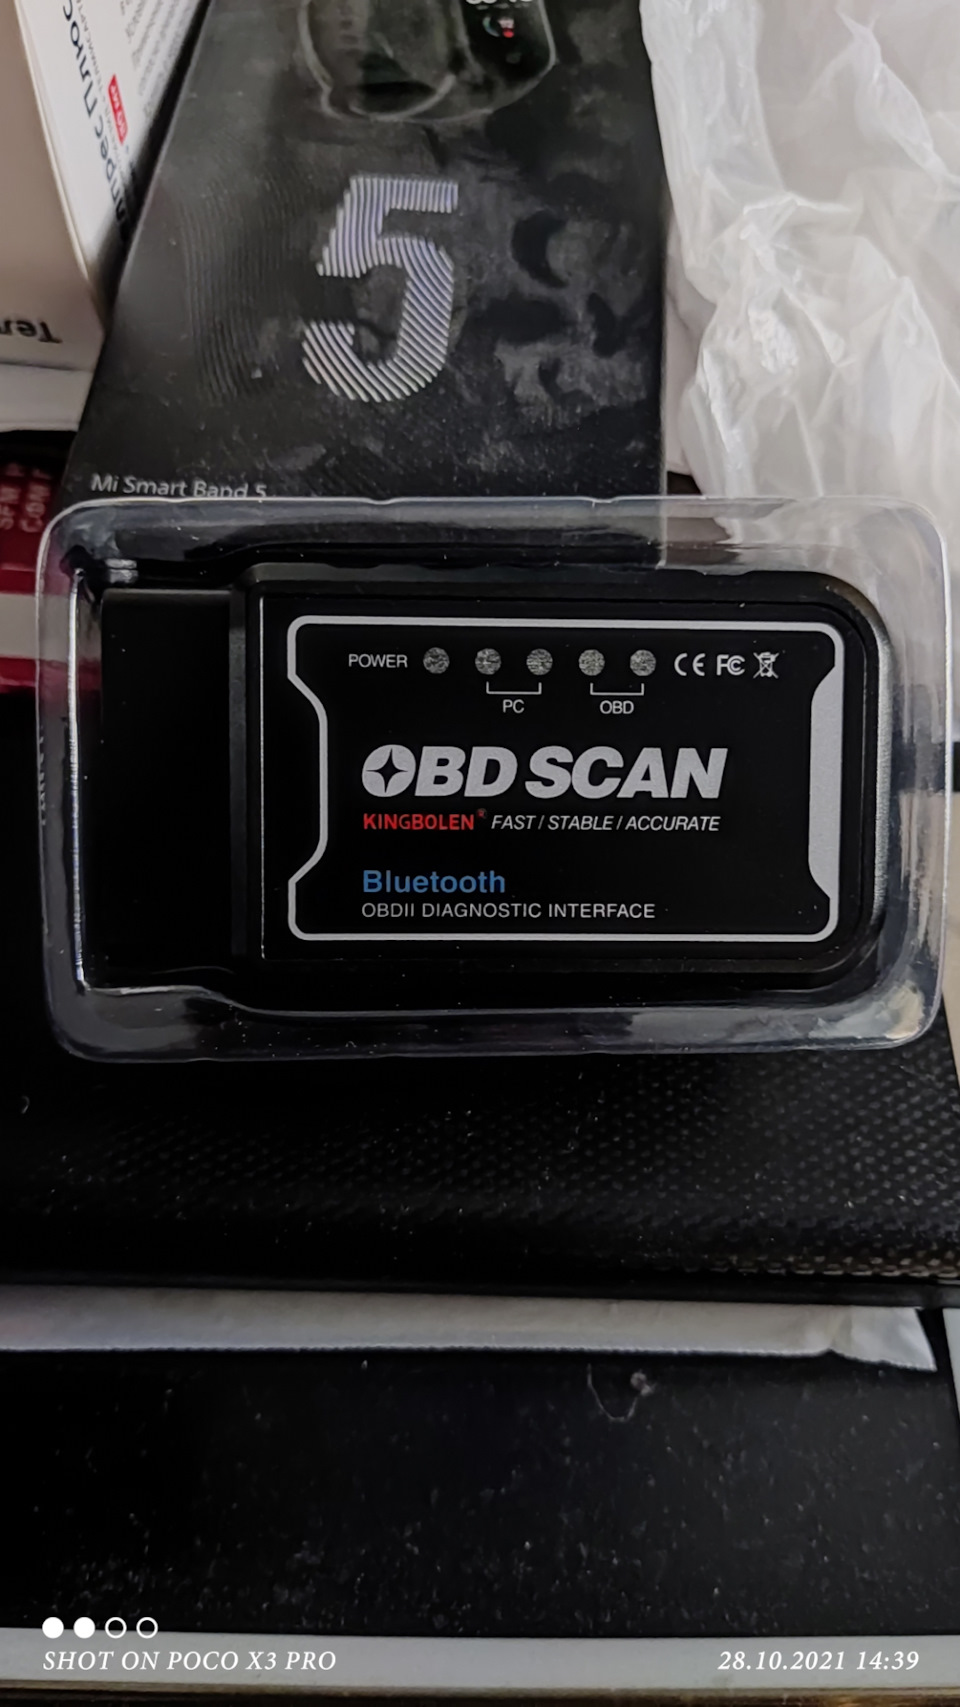 5
Mi Smart Band 5
POWER
PC
OBD
CE FC
OBD SCAN
KINGBOLEN® FAST / STABLE / ACCURATE
Bluetooth
OBDII DIAGNOSTIC INTERFACE
SHOT ON POCO X3 PRO
28.10.2021 14:39